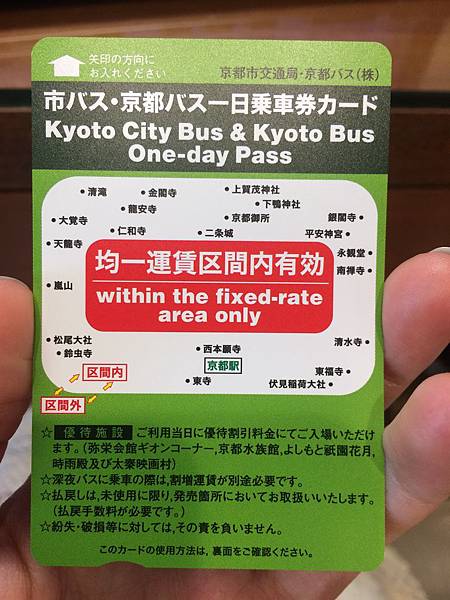 矢印の方向に
お入れください
京都市交通局・京都バス(株)
市バス・京都バス一日乗車券カード
Kyoto City Bus & Kyoto Bus
One-day Pass
・清滝
・金閣寺
・上賀茂神社
・下鴨神社
・龍安寺
・大覚寺
・京都御所
銀閣寺・
・仁和寺
・二条城
平安神宮・
・天龍寺
永観堂・
均一運賃区間内有効
南禅寺・
・嵐山
within the fixed-rate
area only
・松尾大社
清水寺・
・鈴虫寺
・西本願寺
区間内
京都駅
東福寺・
・東寺
伏見稲荷大社・
区間外
☆優待施設 ご利用当日に優待割引料金にてご入場いただけ
ます。(弥栄会館ギオンコーナー,京都水族館,よしもと祇園花月,
時雨殿及び太秦映画村)
☆深夜バスに乗車の際は,割増運賃が別途必要です。
☆払戻しは,未使用に限り,発売箇所においてお取扱いいたします。
(払戻手数料が必要です。)
☆紛失・破損等に対しては,その責を負いません。
このカードの使用方法は,裏面をご確認ください。